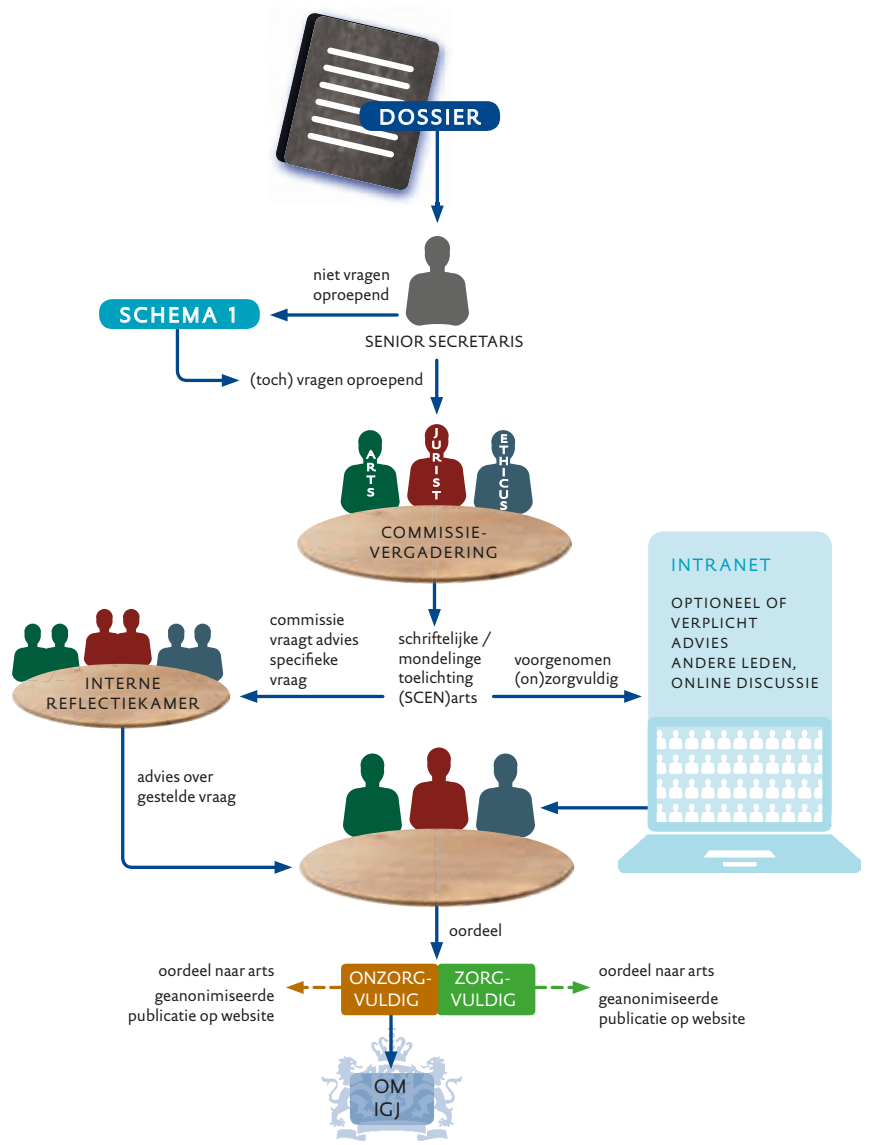 DOSSIER
niet vragen
oproepend
SCHEMA 1
SENIOR SECRETARIS
(toch) vragen oproepend
ARTS
JURIST
ETHICUS
COMMISSIE-
VERGADERING
INTRANET
OPTIONEEL OF
VERPLICHT
ADVIES
ANDERE LEDEN,
ONLINE DISCUSSIE
commissie
vraagt advies
specifieke
vraag
schriftelijke /
mondelinge
toelichting
(SCEN)arts
voorgenomen
(on)zorgvuldig
INTERNE
REFLECTIEKAMER
advies over
gestelde vraag
oordeel
oordeel naar arts
geanonimiseerde
publicatie op website
ONZORG-
VULDIG
ZORG-
VULDIG
oordeel naar arts
geanonimiseerde
publicatie op website
OM
IGJ